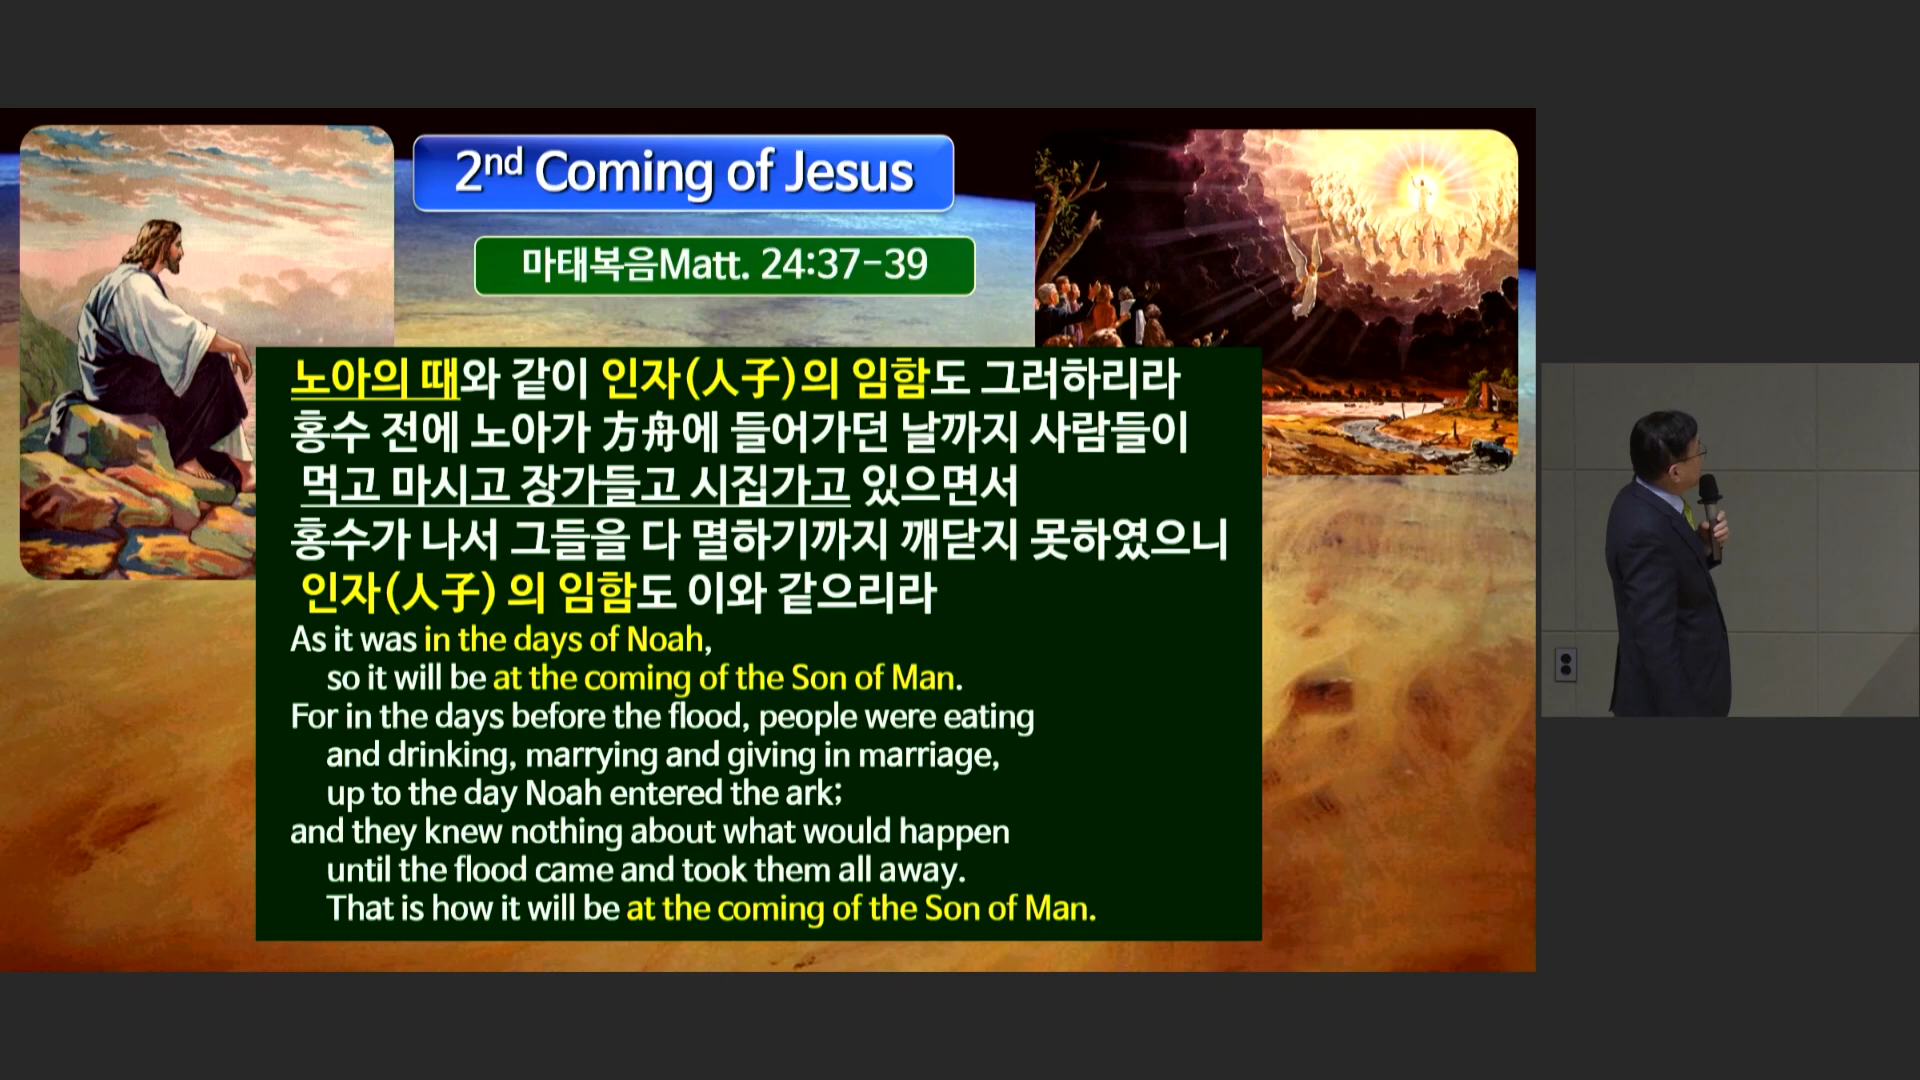 2nd Coming of Jesus
마태복음Matt. 24:37-39
노아의 때와 같이 인자(人子)의 임함도 그러하리라
홍수 전에 노아가 方舟에 들어가던 날까지 사람들이
먹고 마시고 장가들고 시집가고 있으면서
홍수가 나서 그들을 다 멸하기까지 깨닫지 못하였으니
인자(人子) 의 임함도 이와 같으리라
As it was in the days of Noah,
so it will be at the coming of the Son of Man.
For in the days before the flood, people were eating
and drinking, marrying and giving in marriage,
up to the day Noah entered the ark;
and they knew nothing about what would happen
until the flood came and took them all away.
That is how it will be at the coming of the Son of Man.